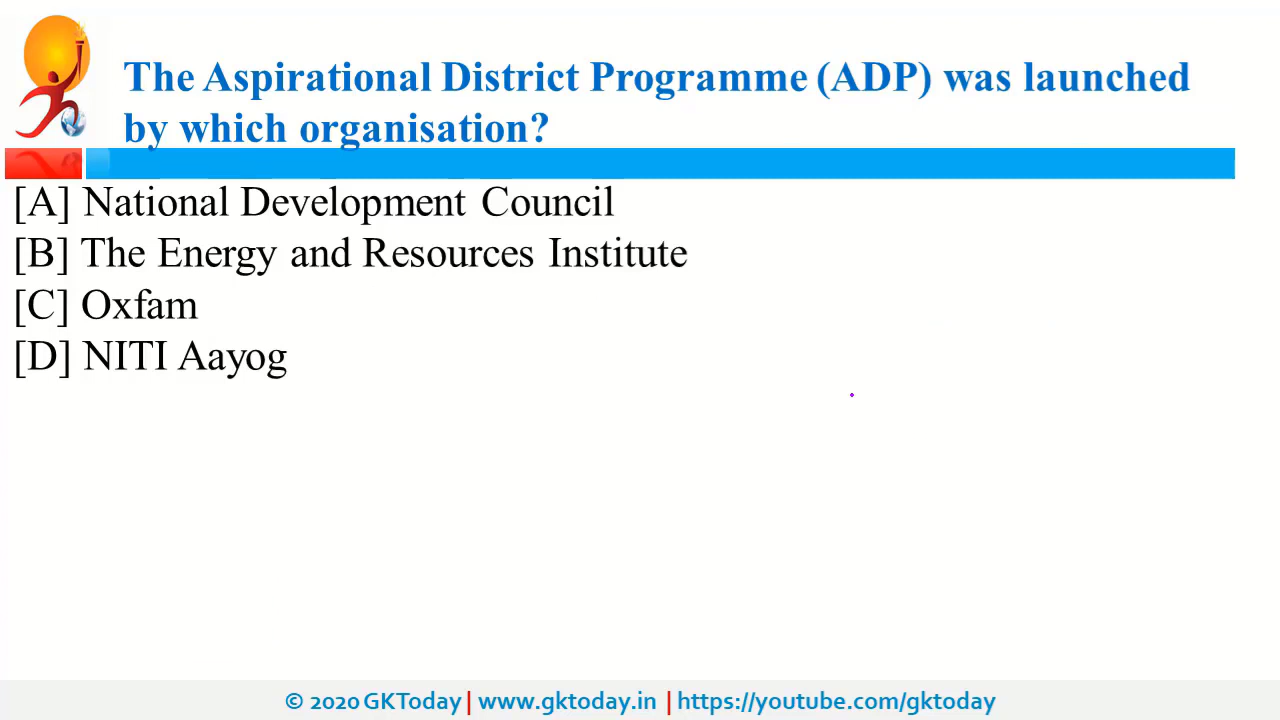 The Aspirational District Programme (ADP) was launched
by which organisation?
[A] National Development Council
[B] The Energy and Resources Institute
[C] Oxfam
[D] NITI Aayog
© 2020 GKToday | www.gktoday.in | https://youtube.com/gktoday